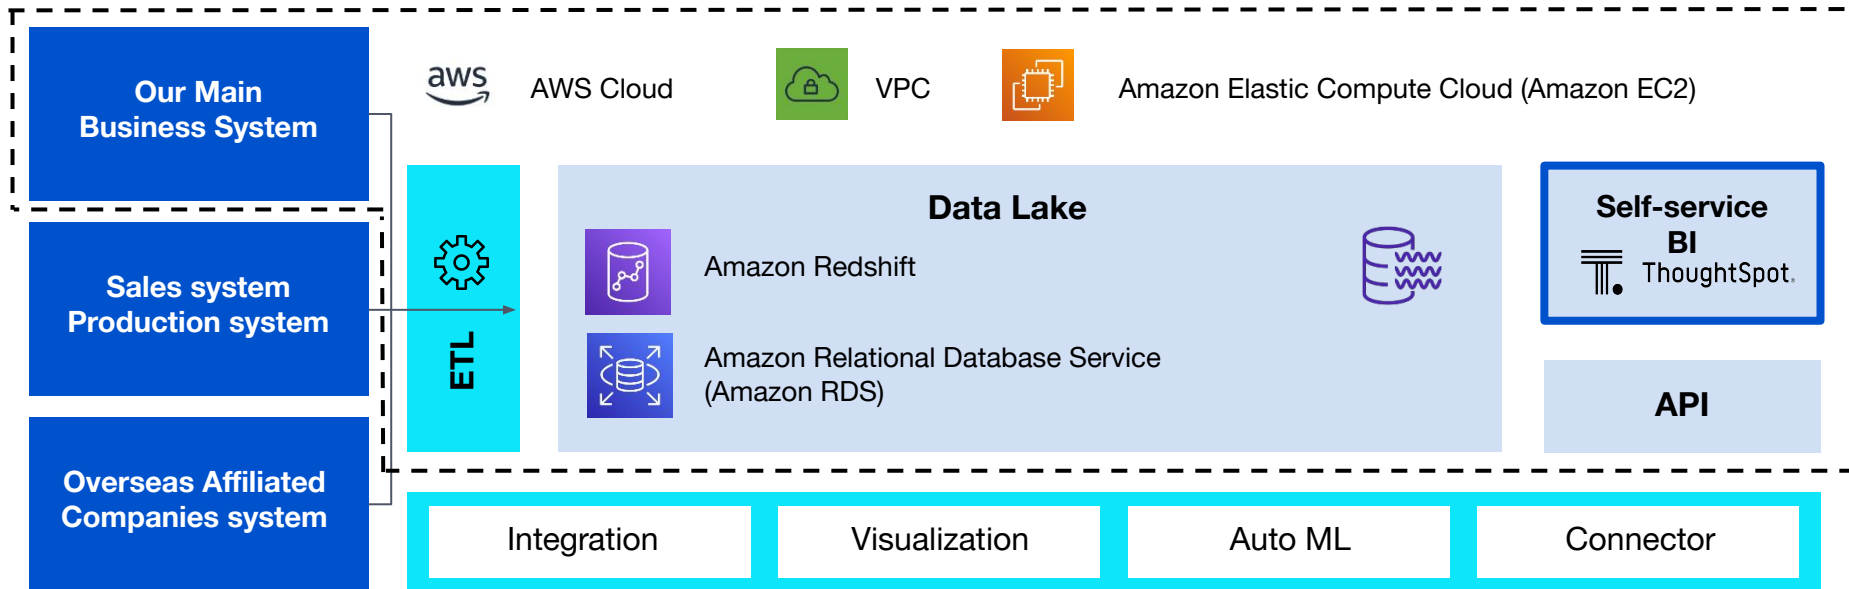 Our Main
Business System
aws
AWS Cloud
VPC
Amazon Elastic Compute Cloud (Amazon EC2)
Sales system
Production system
Overseas Affiliated
Companies system
ETL
Data Lake
Amazon Redshift
Amazon Relational Database Service
(Amazon RDS)
Self-service
BI
ThoughtSpot®
API
Integration
Visualization
Auto ML
Connector